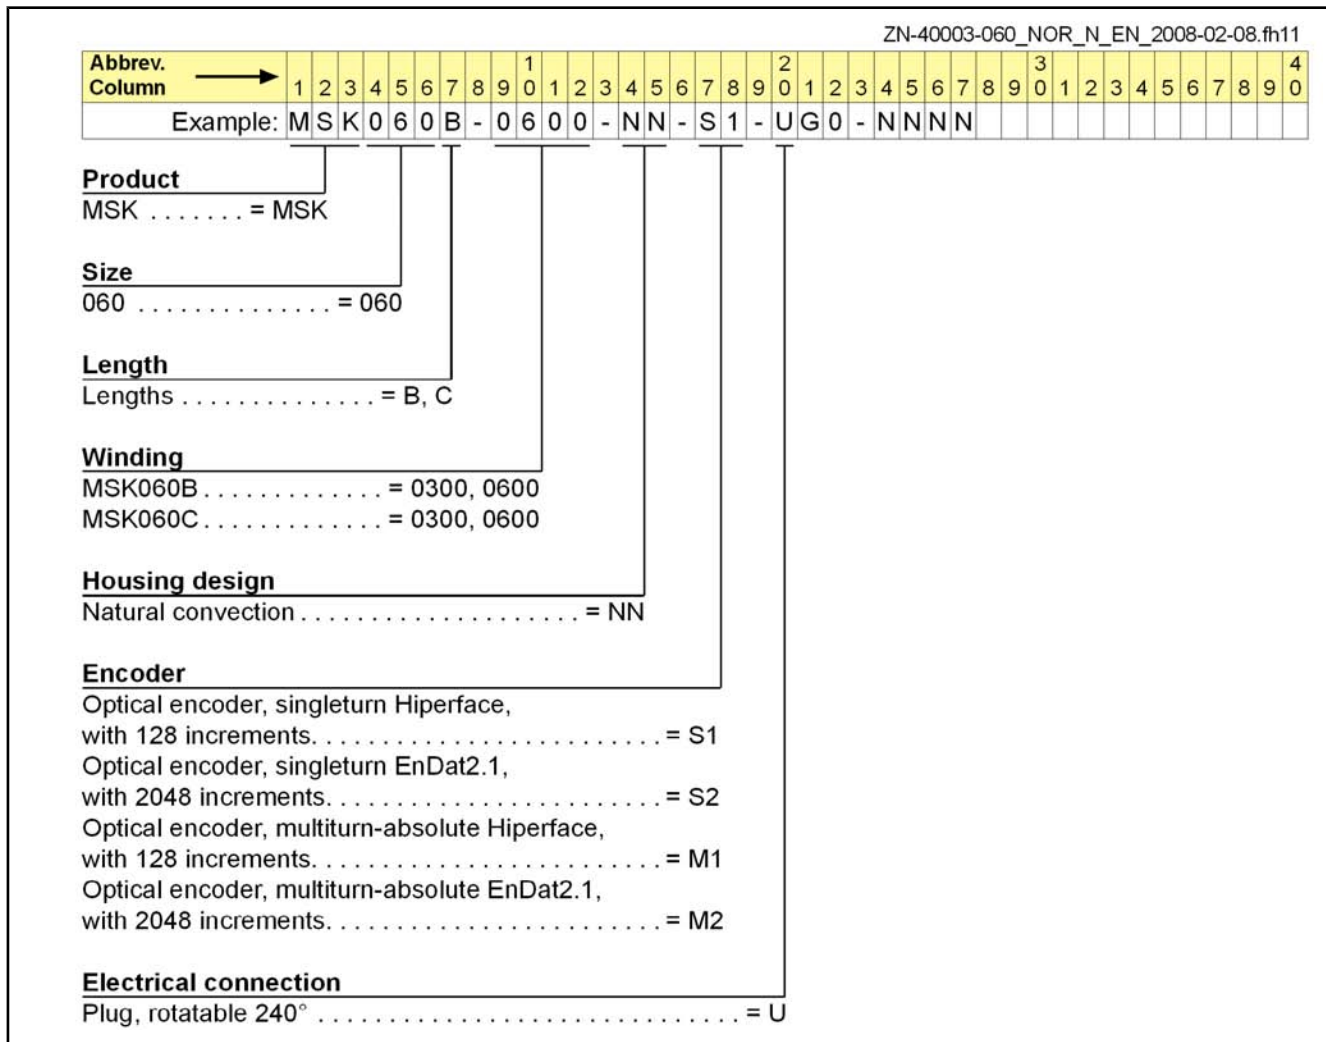 ZN-40003-060_NOR_N_EN_2008-02-08.fh11
Abbrev. 1 2 3 4
Column 1 2 3 4 5 6 7 8 9 0 1 2 3 4 5 6 7 8 9 0 1 2 3 4 5 6 7 8 9 0 1 2 3 4 5 6 7 8 9 0
Example: M S K 0 6 0 B - 0 6 0 0 - N N - S 1 - U G 0 - N N N N
Product
MSK . . . . . . . = MSK
Size
060 . . . . . . . . . . . . . . = 060
Length
Lengths . . . . . . . . . . . . . . = B, C
Winding
MSK060B . . . . . . . . . . . . . = 0300, 0600
MSK060C . . . . . . . . . . . . . = 0300, 0600
Housing design
Natural convection . . . . . . . . . . . . . . . . . . . . = NN
Encoder
Optical encoder, singleturn Hiperface,
with 128 increments. . . . . . . . . . . . . . . . . . . . . . . . . = S1
Optical encoder, singleturn EnDat2.1,
with 2048 increments. . . . . . . . . . . . . . . . . . . . . . . . = S2
Optical encoder, multiturn-absolute Hiperface,
with 128 increments. . . . . . . . . . . . . . . . . . . . . . . . . = M1
Optical encoder, multiturn-absolute EnDat2.1,
with 2048 increments. . . . . . . . . . . . . . . . . . . . . . . . = M2
Electrical connection
Plug, rotatable 240° . . . . . . . . . . . . . . . . . . . . . . . . . . . . . . = U